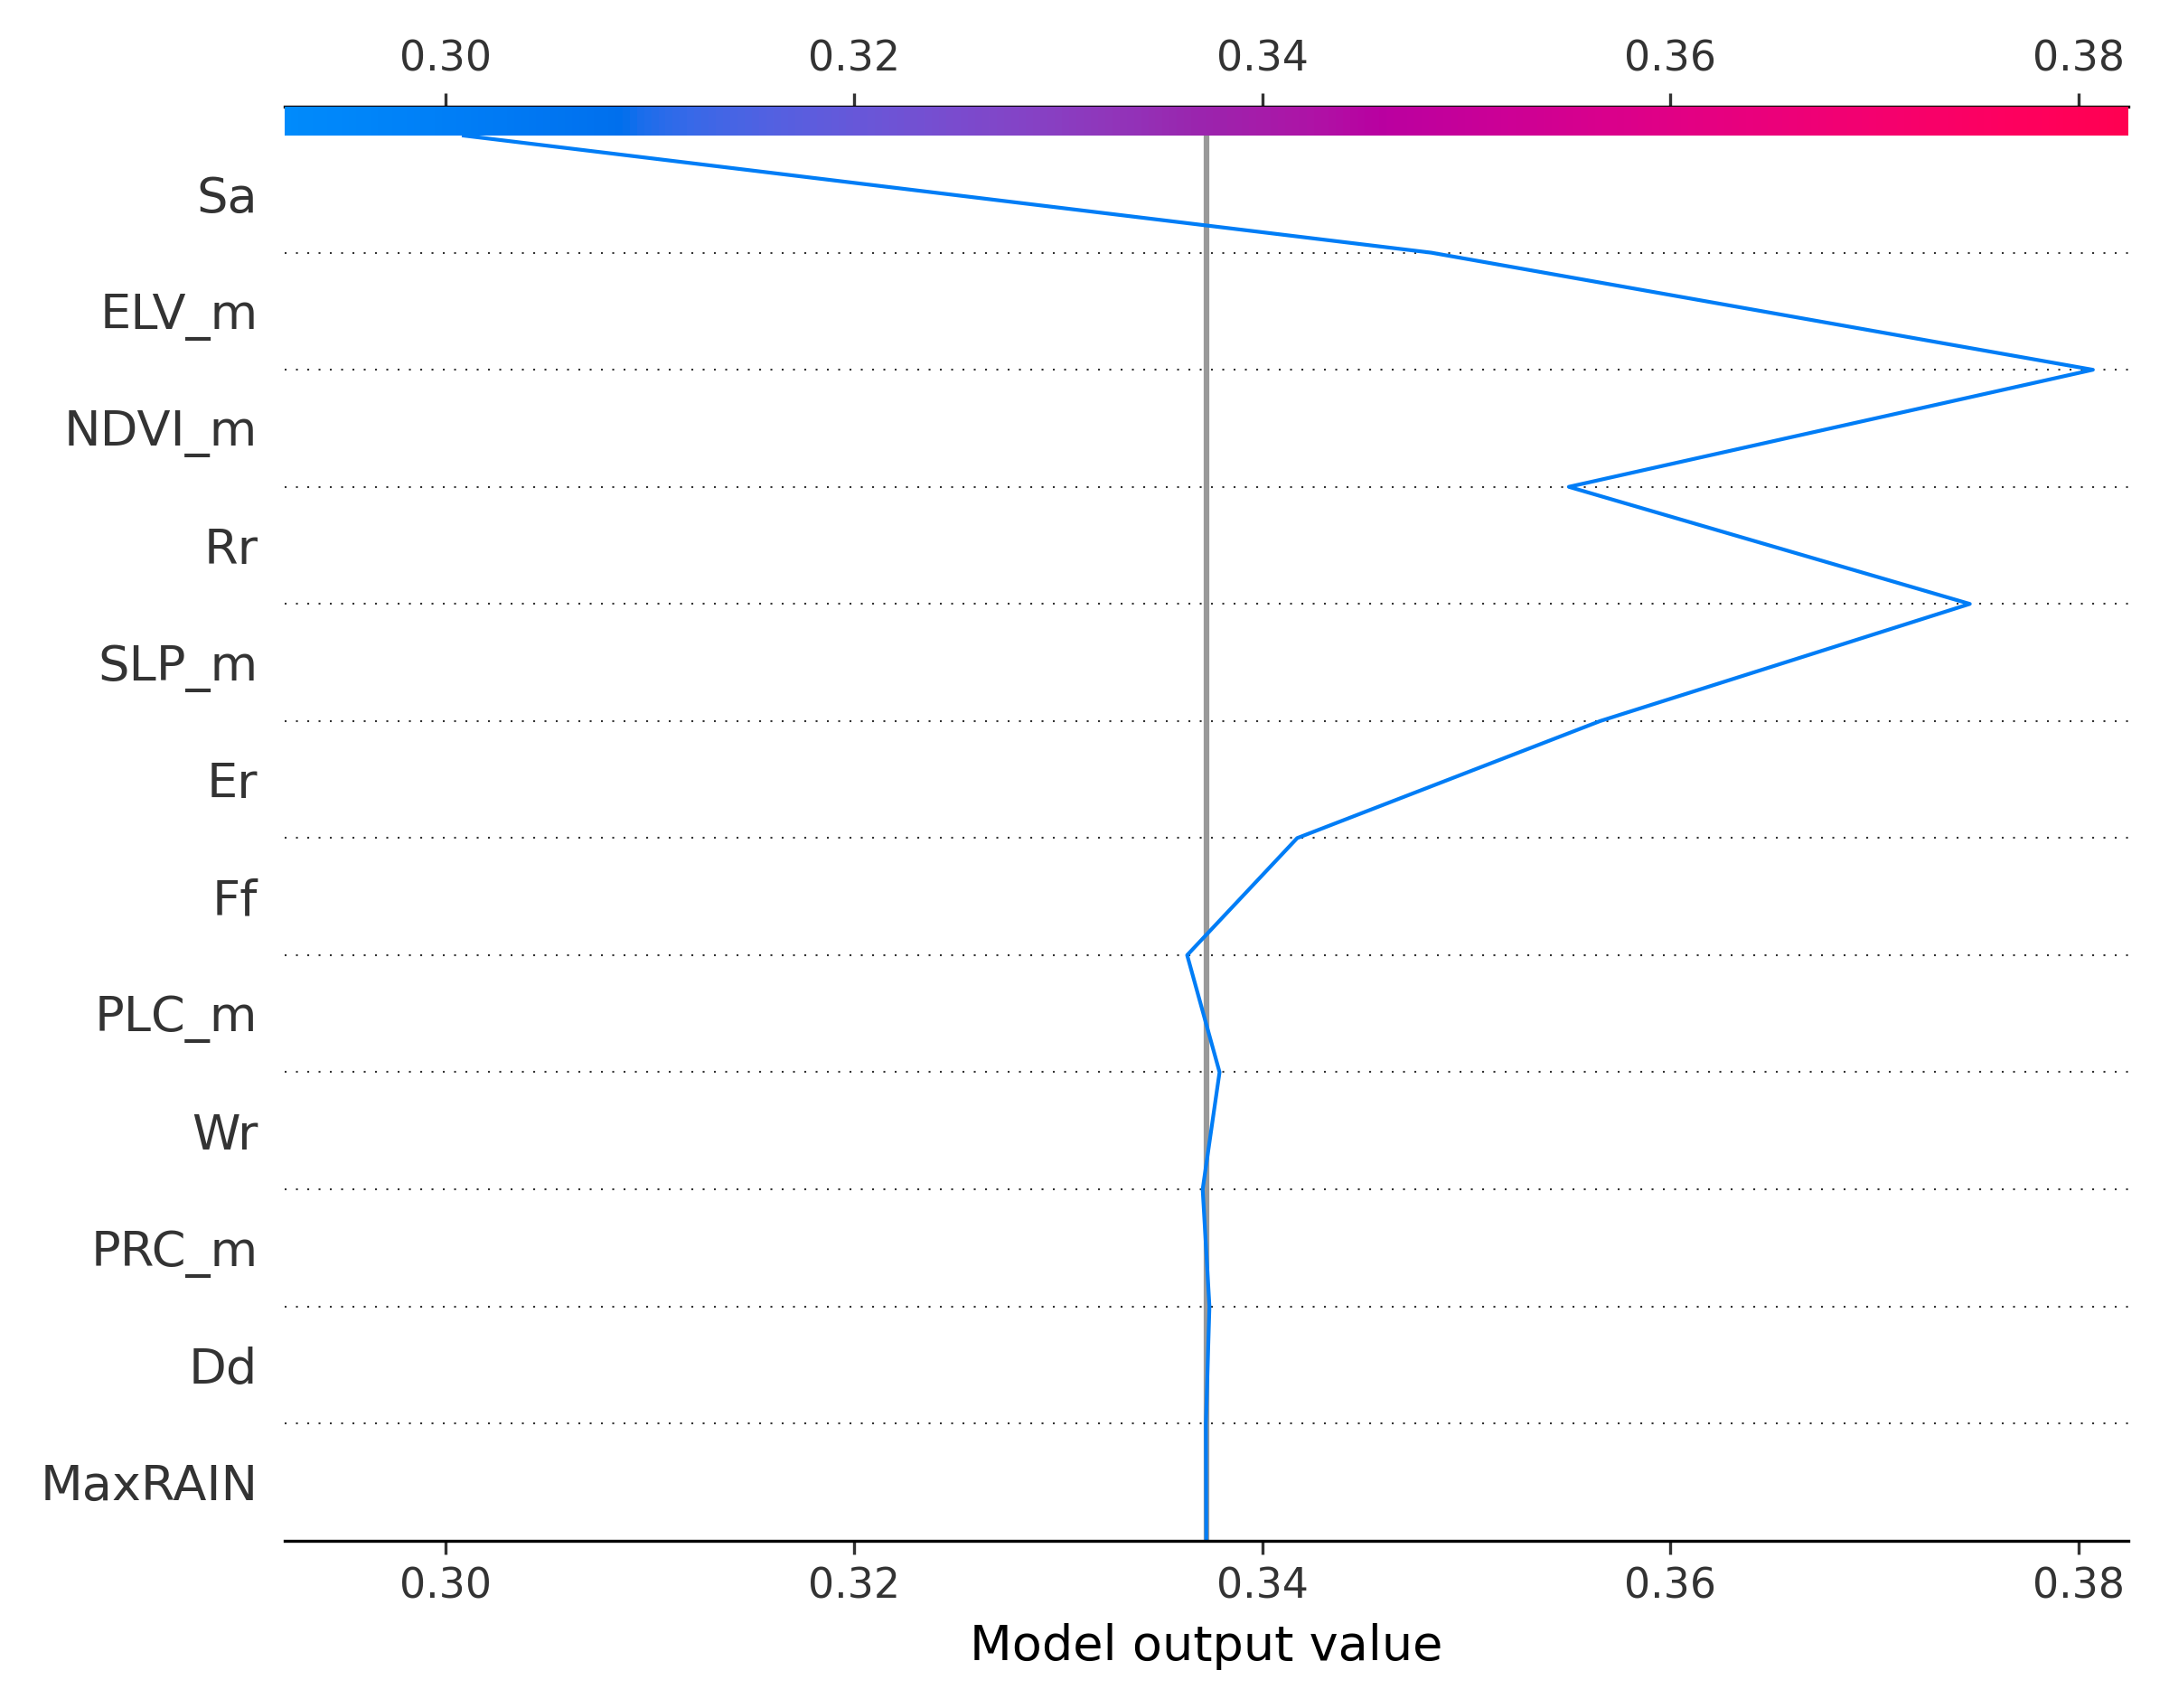 0.30 0.32 0.34 0.36 0.38
Sa
ELV_m
NDVI_m
Rr
SLP_m
Er
Ff
PLC_m
Wr
PRC_m
Dd
MaxRAIN
0.30 0.32 0.34 0.36 0.38
Model output value